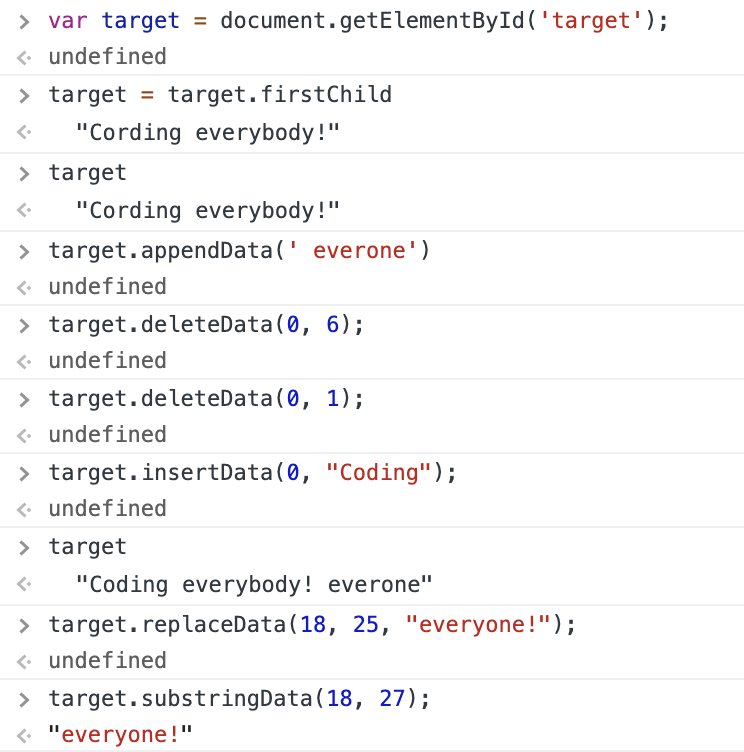 > var target = document.getElementById('target');
<· undefined
> target = target.firstChild
<· "Cording everybody!"
> target
<· "Cording everybody!"
> target.appendData(' everone')
<· undefined
> target.deleteData(0, 6);
<· undefined
> target.deleteData(0, 1);
<· undefined
> target.insertData(0, "Coding");
<· undefined
> target
<· "Coding everybody! everone"
> target.replaceData(18, 25, "everyone!");
<· undefined
> target.substringData(18, 27);
<· "everyone!"